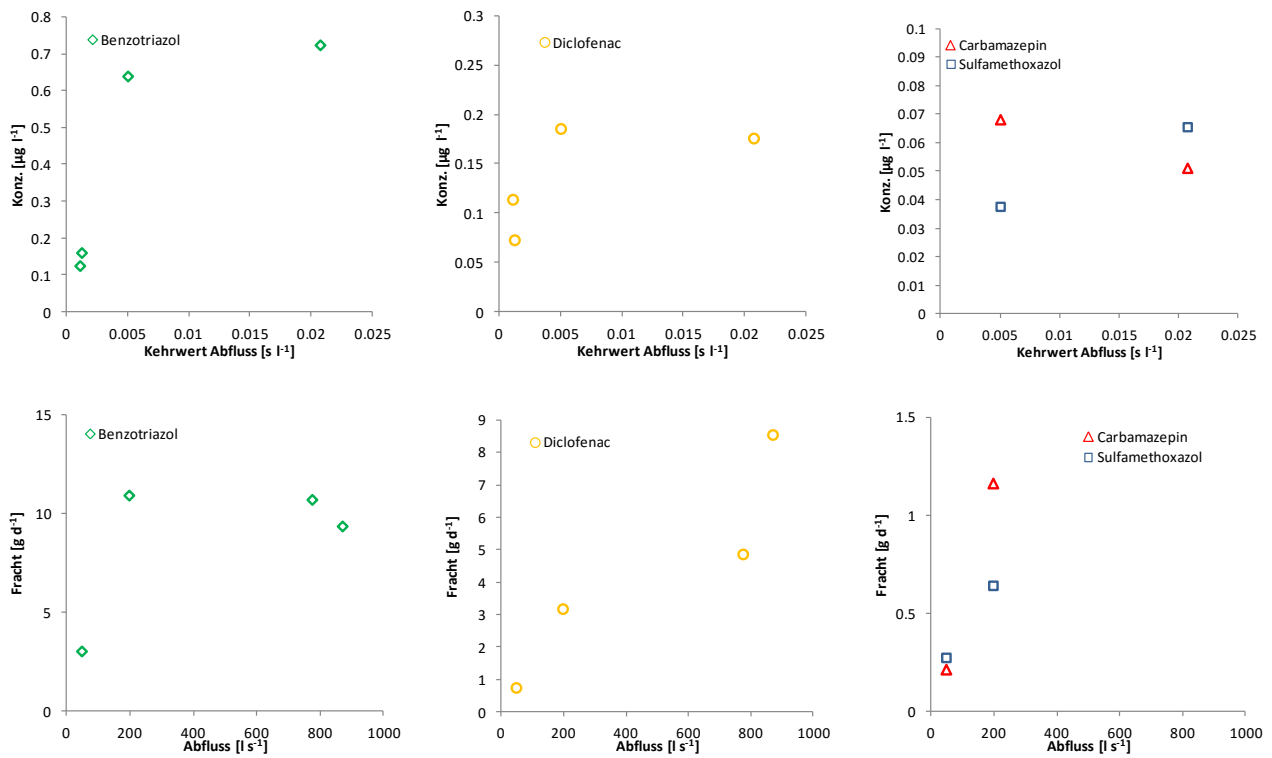 Benzotriazol
Konz. [µg l⁻¹]
0.8
0.7
0.6
0.5
0.4
0.3
0.2
0.1
0
0 0.005 0.01 0.015 0.02 0.025
Kehrwert Abfluss [s l⁻¹]
Diclofenac
Konz. [µg l⁻¹]
0.3
0.25
0.2
0.15
0.1
0.05
0
0 0.005 0.01 0.015 0.02 0.025
Kehrwert Abfluss [s l⁻¹]
Carbamazepin
Sulfamethoxazol
Konz. [µg l⁻¹]
0.1
0.09
0.08
0.07
0.06
0.05
0.04
0.03
0.02
0.01
0
0 0.005 0.01 0.015 0.02 0.025
Kehrwert Abfluss [s l⁻¹]
Benzotriazol
Fracht [g d⁻¹]
15
10
5
0
0 200 400 600 800 1000
Abfluss [l s⁻¹]
Diclofenac
Fracht [g d⁻¹]
9
8
7
6
5
4
3
2
1
0
0 200 400 600 800 1000
Abfluss [l s⁻¹]
Carbamazepin
Sulfamethoxazol
Fracht [g d⁻¹]
1.5
1
0.5
0
0 200 400 600 800 1000
Abfluss [l s⁻¹]